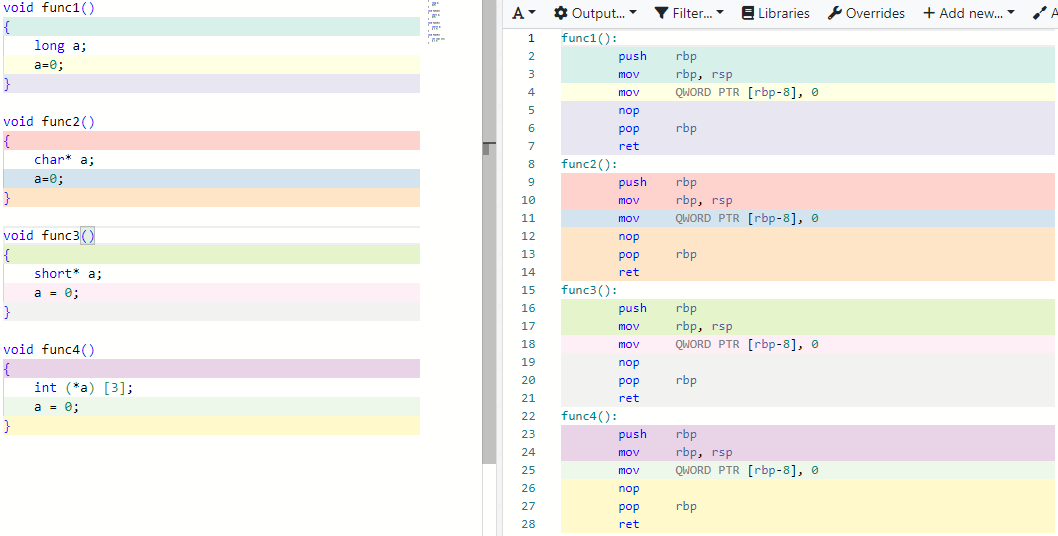 void func1()
{
    long a;
    a=0;
}
void func2()
{
    char* a;
    a=0;
}
void func3()
{
    short* a;
    a = 0;
}
void func4()
{
    int (*a) [3];
    a = 0;
}
A Output... Filter... Libraries Overrides + Add new... A
1 func1():
2 push rbp
3 mov rbp, rsp
4 mov QWORD PTR [rbp-8], 0
5 nop
6 pop rbp
7 ret
8 func2():
9 push rbp
10 mov rbp, rsp
11 mov QWORD PTR [rbp-8], 0
12 nop
13 pop rbp
14 ret
15 func3():
16 push rbp
17 mov rbp, rsp
18 mov QWORD PTR [rbp-8], 0
19 nop
20 pop rbp
21 ret
22 func4():
23 push rbp
24 mov rbp, rsp
25 mov QWORD PTR [rbp-8], 0
26 nop
27 pop rbp
28 ret